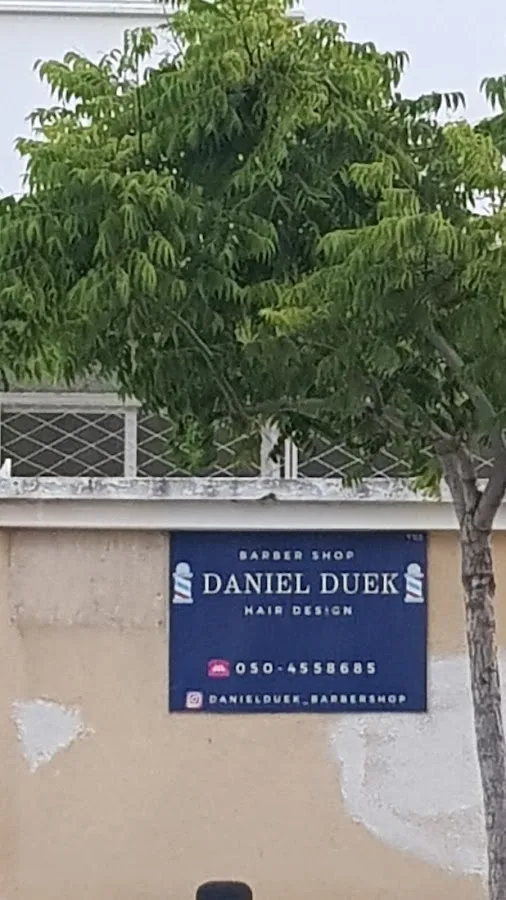 BARBER SHOP
DANIEL DUEK
HAIR DESIGN
050-4558685
DANIELDUEK_BARBERSHOP